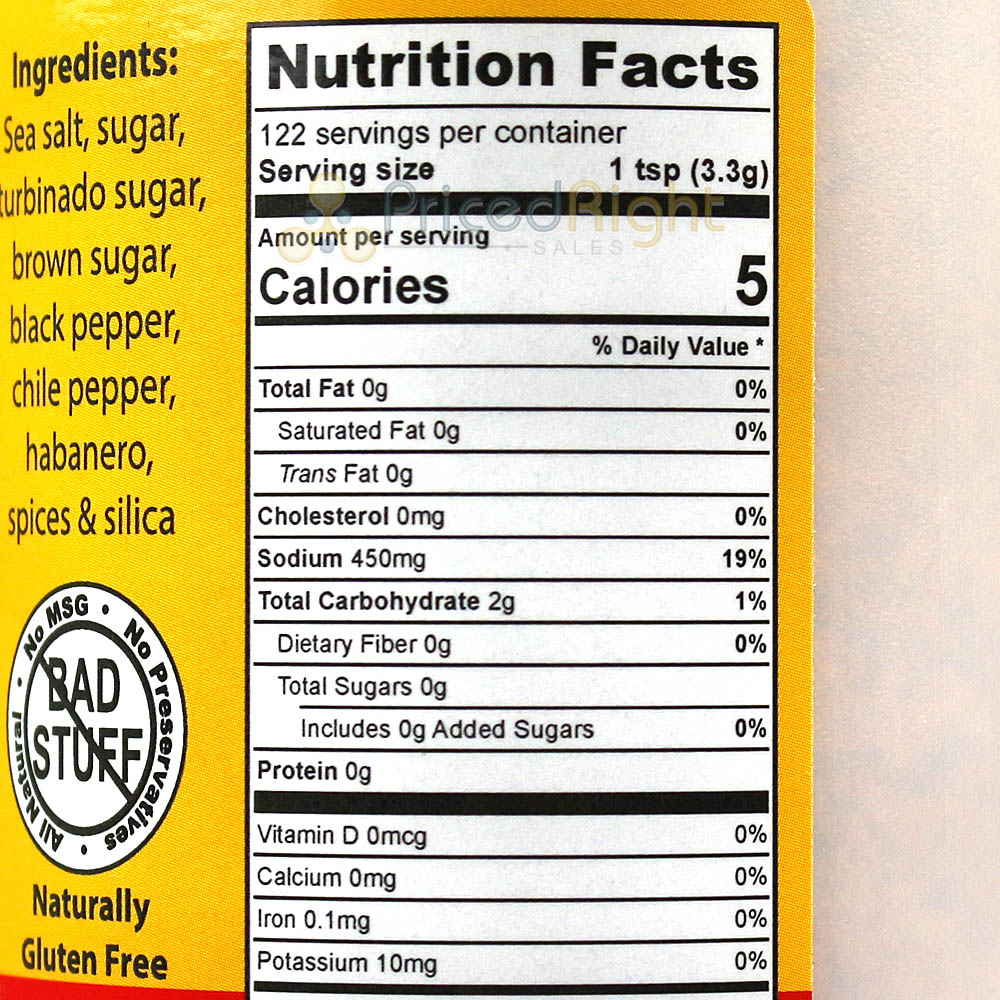 Ingredients:
Sea salt, sugar,
turbinado sugar,
brown sugar,
black pepper,
chile pepper,
habanero,
spices & silica
No MSG • No Preservatives • All Natural •
BAD
STUFF
Naturally
Gluten Free
Nutrition Facts
122 servings per container
Serving size 1 tsp (3.3g)
PricedRight
SALES
Amount per serving
Calories 5
% Daily Value *
Total Fat 0g 0%
Saturated Fat 0g 0%
Trans Fat 0g
Cholesterol 0mg 0%
Sodium 450mg 19%
Total Carbohydrate 2g 1%
Dietary Fiber 0g 0%
Total Sugars 0g
Includes 0g Added Sugars 0%
Protein 0g
Vitamin D 0mcg 0%
Calcium 0mg 0%
Iron 0.1mg 0%
Potassium 10mg 0%